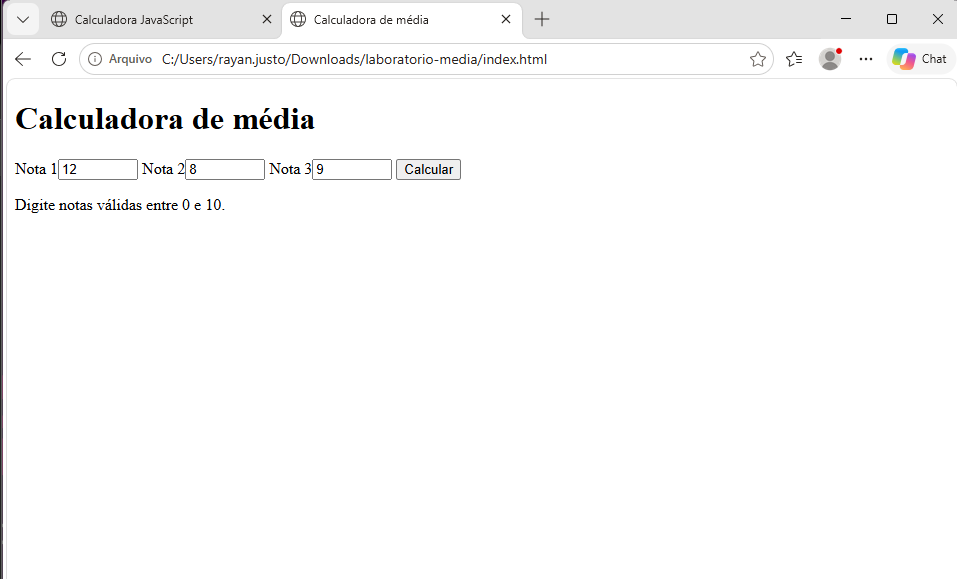 Calculadora JavaScript
Calculadora de média
Arquivo C:/Users/rayan.justo/Downloads/laboratorio-media/index.html
Chat
Calculadora de média
Nota 1 12 Nota 2 8 Nota 3 9 Calcular
Digite notas válidas entre 0 e 10.